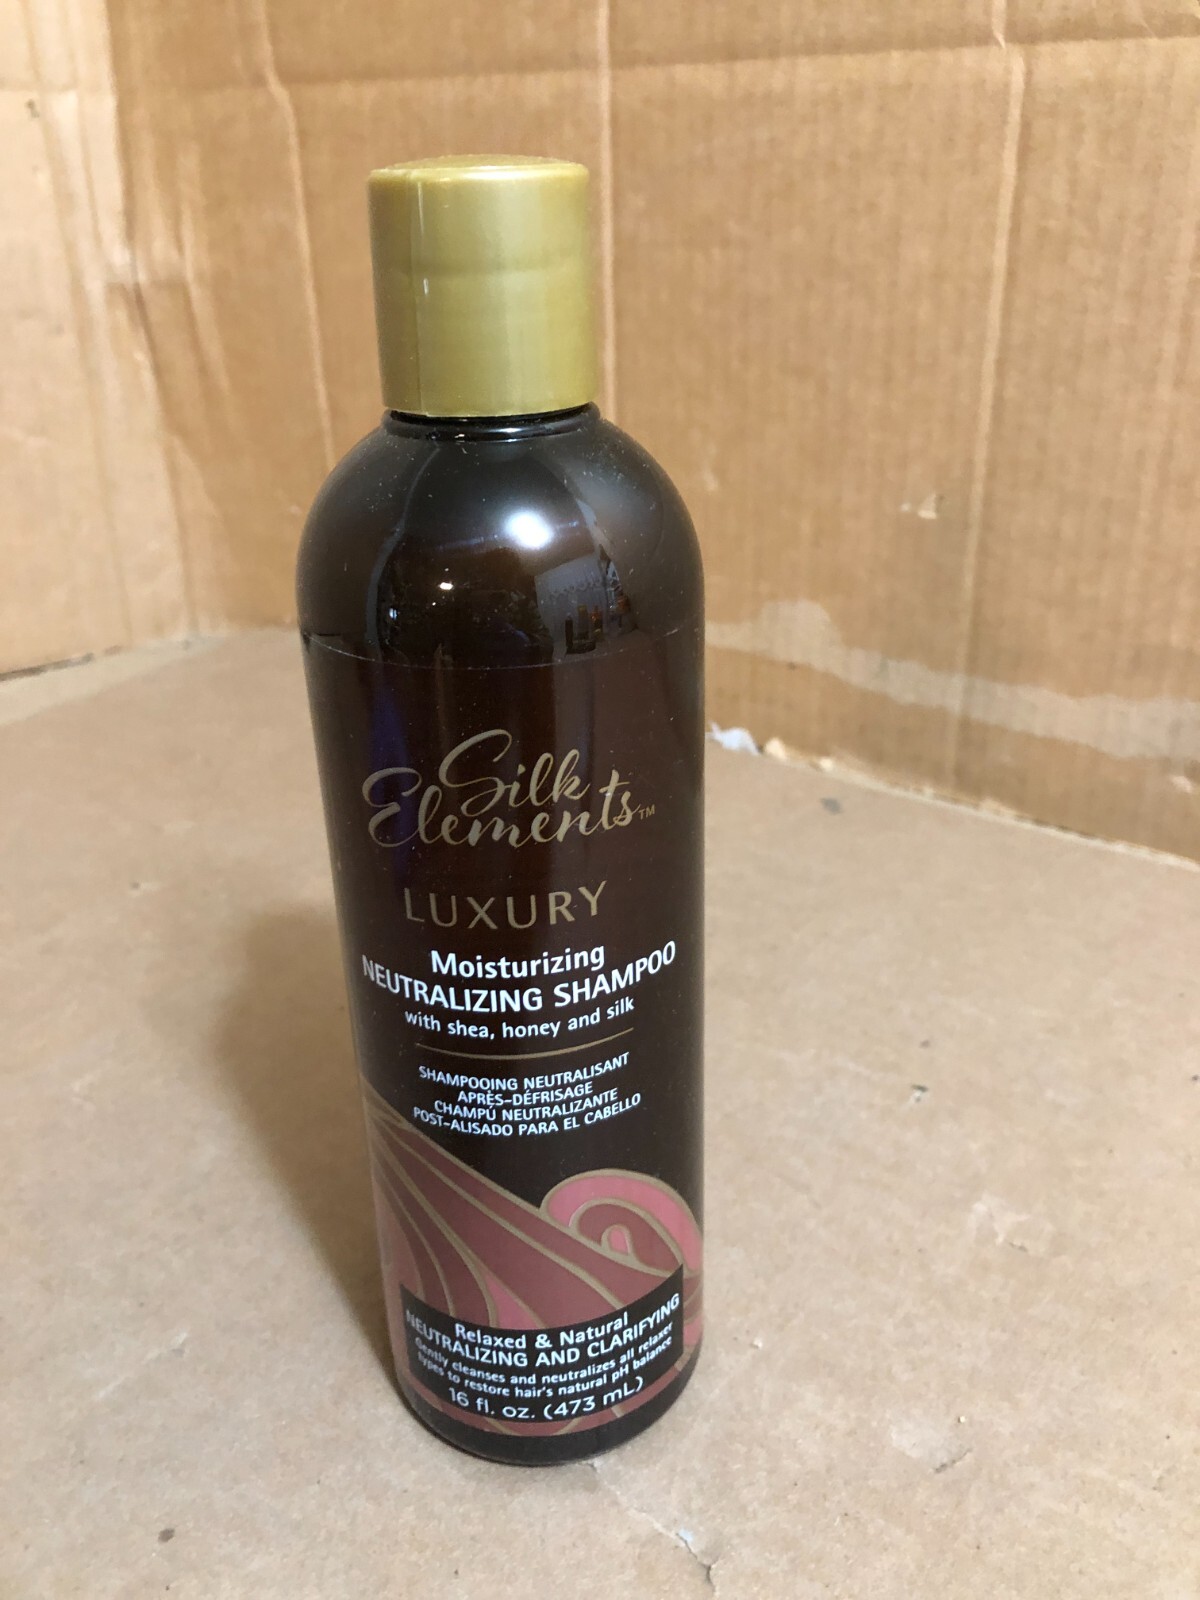 Silk
Elements™
LUXURY
Moisturizing
NEUTRALIZING SHAMPOO
with shea, honey and silk
SHAMPOOING NEUTRALISANT
APRÈS-DÉFRISAGE
CHAMPÚ NEUTRALIZANTE
POST-ALISADO PARA EL CABELLO
Relaxed & Natural
NEUTRALIZING AND CLARIFYING
Gently cleanses and neutralizes all relaxer
types to restore hair's natural pH balance
16 fl. oz. (473 mL)